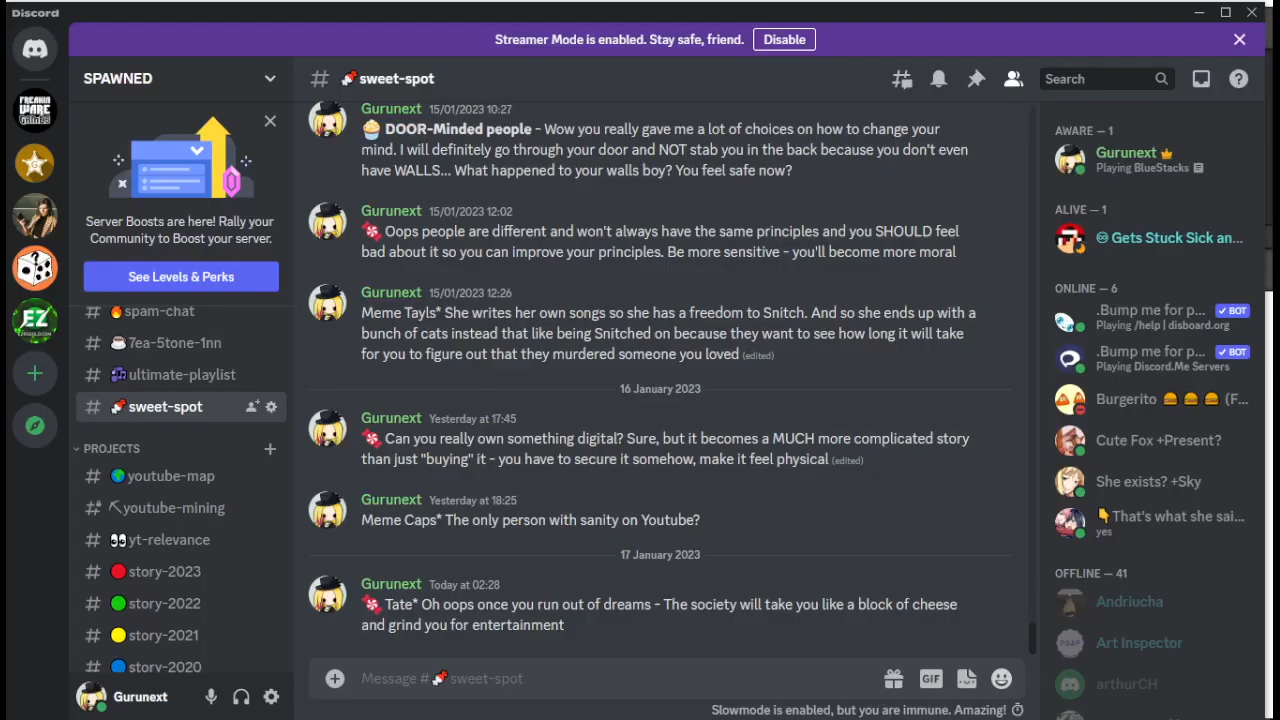 Discord
Streamer Mode is enabled. Stay safe, friend.
Disable
FREAKIN
WARE
GAMES
EZ
SPAWNED
Server Boosts are here! Rally your
Community to Boost your server.
See Levels & Perks
# 🔥spam-chat
# ☕7ea-5tone-1nn
# 🎶ultimate-playlist
# 🍬sweet-spot
PROJECTS
# 🌍youtube-map
# ⛏youtube-mining
# 👀yt-relevance
# 🔴story-2023
# 🟢story-2022
# 🟡story-2021
# 🔵story-2020
Gurunext
# 🍬sweet-spot
Search
Gurunext 15/01/2023 10:27
🧁 DOOR-Minded people - Wow you really gave me a lot of choices on how to change your
mind. I will definitely go through your door and NOT stab you in the back because you don't even
have WALLS... What happened to your walls boy? You feel safe now?
Gurunext 15/01/2023 12:02
🍬 Oops people are different and won't always have the same principles and you SHOULD feel
bad about it so you can improve your principles. Be more sensitive - you'll become more moral
Gurunext 15/01/2023 12:26
Meme Tayls* She writes her own songs so she has a freedom to Snitch. And so she ends up with a
bunch of cats instead that like being Snitched on because they want to see how long it will take
for you to figure out that they murdered someone you loved (edited)
16 January 2023
Gurunext Yesterday at 17:45
🍬 Can you really own something digital? Sure, but it becomes a MUCH more complicated story
than just "buying" it - you have to secure it somehow, make it feel physical (edited)
Gurunext Yesterday at 18:25
Meme Caps* The only person with sanity on Youtube?
17 January 2023
Gurunext Today at 02:28
🍬 Tate* Oh oops once you run out of dreams - The society will take you like a block of cheese
and grind you for entertainment
Message # 🍬sweet-spot
GIF
Slowmode is enabled, but you are immune. Amazing!
AWARE — 1
Gurunext
Playing BlueStacks
ALIVE — 1
♾ Gets Stuck Sick an...
ONLINE — 6
.Bump me for p... ✓ BOT
Playing /help | disboard.org
.Bump me for p... ✓ BOT
Playing Discord.Me Servers
Burgerito 🍔 🍔 🍔 (F...
Cute Fox +Present?
She exists? +Sky
👇That's what she sai...
yes
OFFLINE — 41
Andriucha
Art Inspector
arthurCH